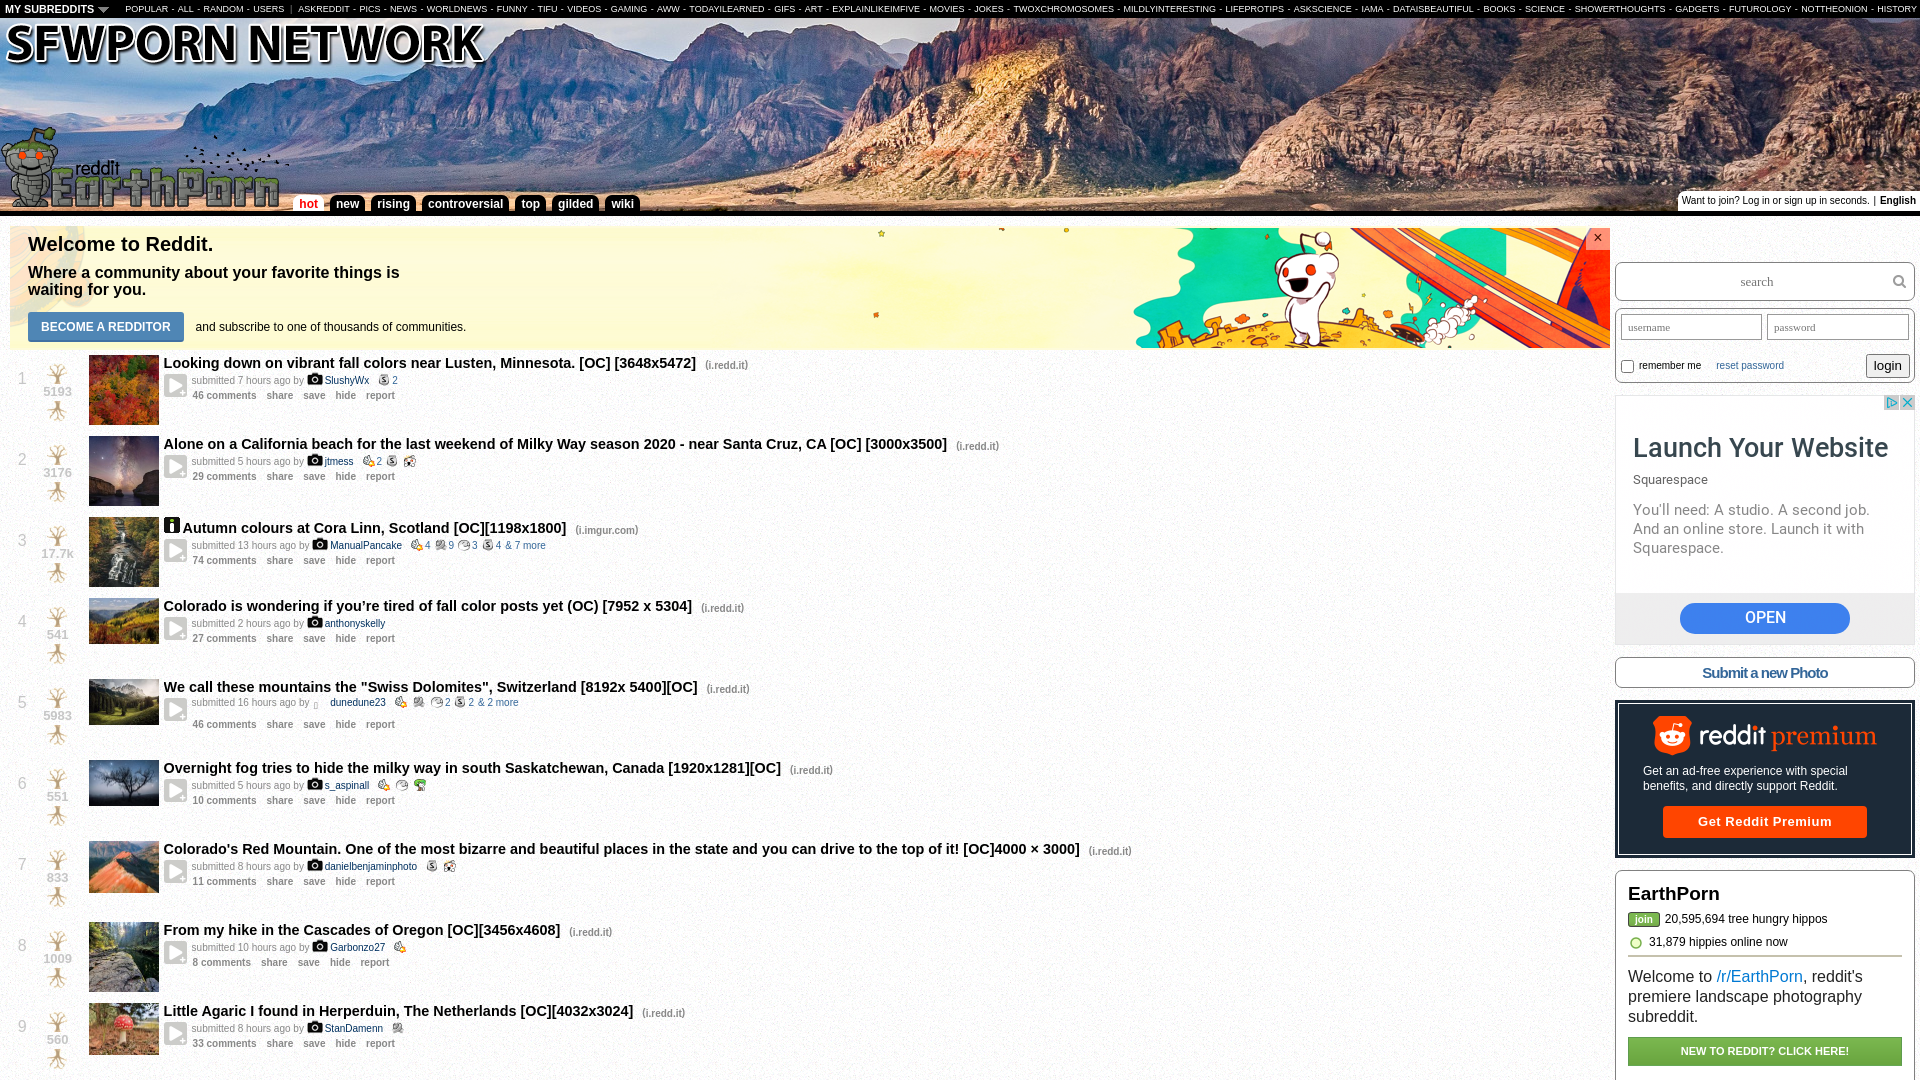 MY SUBREDDITS POPULAR - ALL - RANDOM - USERS | ASKREDDIT - PICS - NEWS - WORLDNEWS - FUNNY - TIFU - VIDEOS - GAMING - AWW - TODAYILEARNED - GIFS - ART - EXPLAINLIKEIMFIVE - MOVIES - JOKES - TWOXCHROMOSOMES - MILDLYINTERESTING - LIFEPROTIPS - ASKSCIENCE - IAMA - DATAISBEAUTIFUL - BOOKS - SCIENCE - SHOWERTHOUGHTS - GADGETS - FUTUROLOGY - NOTTHEONION - HISTORY
SFWPORN NETWORK
reddit
EarthPorn
hot new rising controversial top gilded wiki
Want to join? Log in or sign up in seconds. | English
Welcome to Reddit.
Where a community about your favorite things is
waiting for you.
BECOME A REDDITOR and subscribe to one of thousands of communities.
×
1
5193
Looking down on vibrant fall colors near Lusten, Minnesota. [OC] [3648x5472] (i.redd.it)
submitted 7 hours ago by SlushyWx 2
46 comments share save hide report
2
3176
Alone on a California beach for the last weekend of Milky Way season 2020 - near Santa Cruz, CA [OC] [3000x3500] (i.redd.it)
submitted 5 hours ago by jtmess 2
29 comments share save hide report
3
17.7k
Autumn colours at Cora Linn, Scotland [OC][1198x1800] (i.imgur.com)
submitted 13 hours ago by ManualPancake 4 9 3 4 & 7 more
74 comments share save hide report
4
541
Colorado is wondering if you’re tired of fall color posts yet (OC) [7952 x 5304] (i.redd.it)
submitted 2 hours ago by anthonyskelly
27 comments share save hide report
5
5983
We call these mountains the "Swiss Dolomites", Switzerland [8192x 5400][OC] (i.redd.it)
submitted 16 hours ago by dunedune23 2 2 & 2 more
46 comments share save hide report
6
551
Overnight fog tries to hide the milky way in south Saskatchewan, Canada [1920x1281][OC] (i.redd.it)
submitted 5 hours ago by s_aspinall
10 comments share save hide report
7
833
Colorado's Red Mountain. One of the most bizarre and beautiful places in the state and you can drive to the top of it! [OC]4000 × 3000] (i.redd.it)
submitted 8 hours ago by danielbenjaminphoto
11 comments share save hide report
8
1009
From my hike in the Cascades of Oregon [OC][3456x4608] (i.redd.it)
submitted 10 hours ago by Garbonzo27
8 comments share save hide report
9
560
Little Agaric I found in Herperduin, The Netherlands [OC][4032x3024] (i.redd.it)
submitted 8 hours ago by StanDamenn
33 comments share save hide report
search
username password
remember me reset password login
Launch Your Website
Squarespace
You'll need: A studio. A second job.
And an online store. Launch it with
Squarespace.
OPEN
Submit a new Photo
reddit premium
Get an ad-free experience with special
benefits, and directly support Reddit.
Get Reddit Premium
EarthPorn
join 20,595,694 tree hungry hippos
31,879 hippies online now
Welcome to /r/EarthPorn, reddit's
premiere landscape photography
subreddit.
NEW TO REDDIT? CLICK HERE!